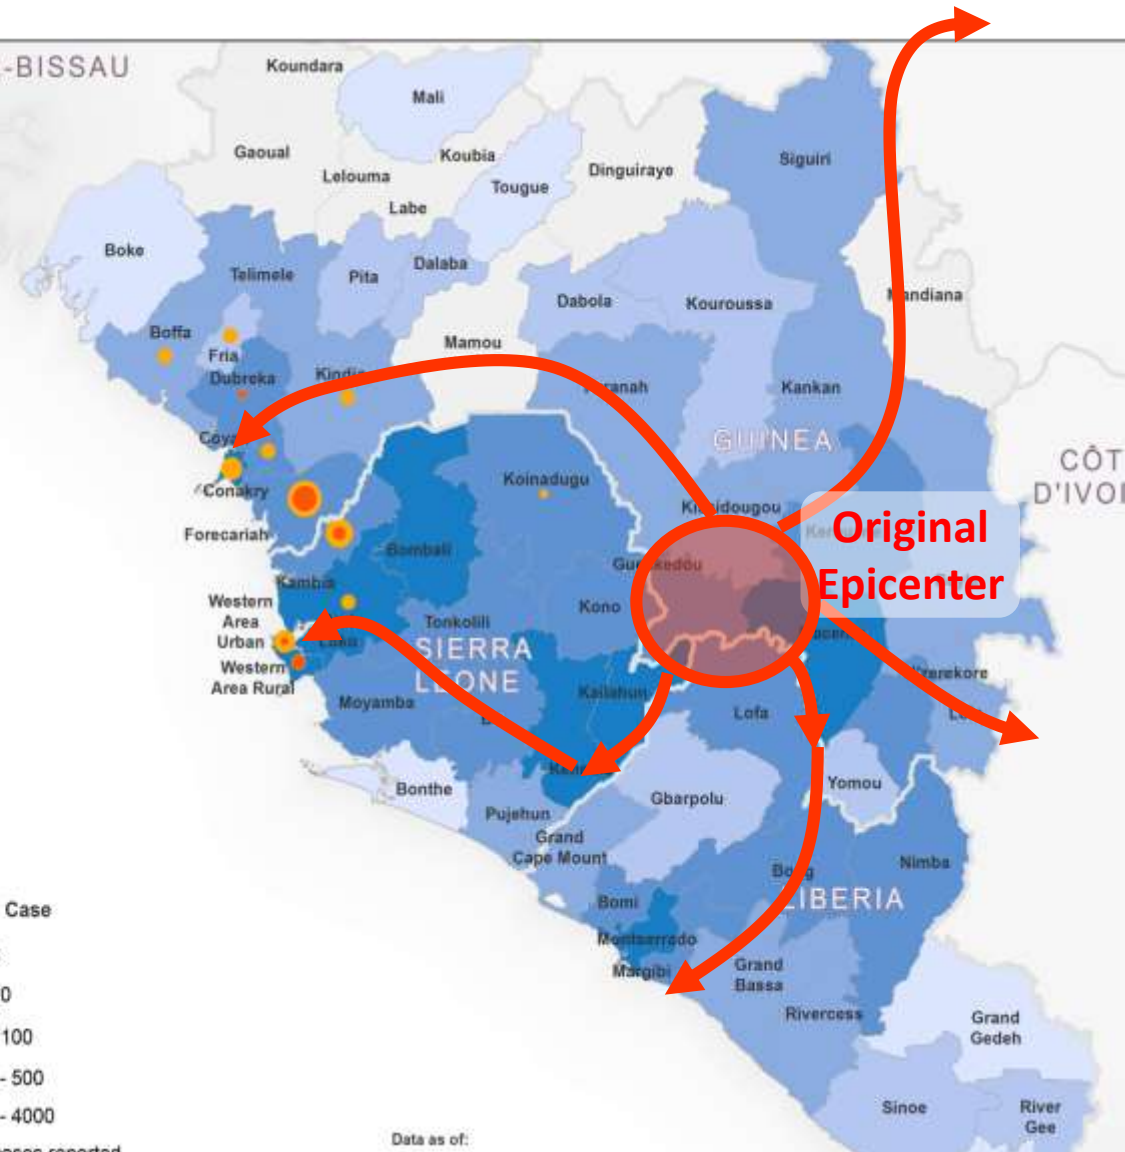 -BISSAU
Koundara
Mali
Gaoual
Koubia
Lelouma
Tougue
Dinguiraye
Siguiri
Labe
Boke
Telimele
Pita
Dalaba
Dabola
Kouroussa
Mandiana
Boffa
Fria
Mamou
Dubreka
Kankan
GUINEA
CÔT
D'IVOI
Koinadugu
Conakry
Original
Epicenter
Forecariah
Bombali
Kambia
Kono
Western
Area
Urban
Tonkolili
SIERRA
LEONE
Western
Area Rural
Moyamba
Kailahun
Lofa
Bonthe
Yomou
Gbarpolu
Pujehun
Grand
Cape Mount
Nimba
LIBERIA
Bomi
Case
Montserrado
Margibi
Grand
Bassa
0
Rivercess
Grand
Gedeh
100
- 500
Sinoe
River
Gee
- 4000
Data as of: